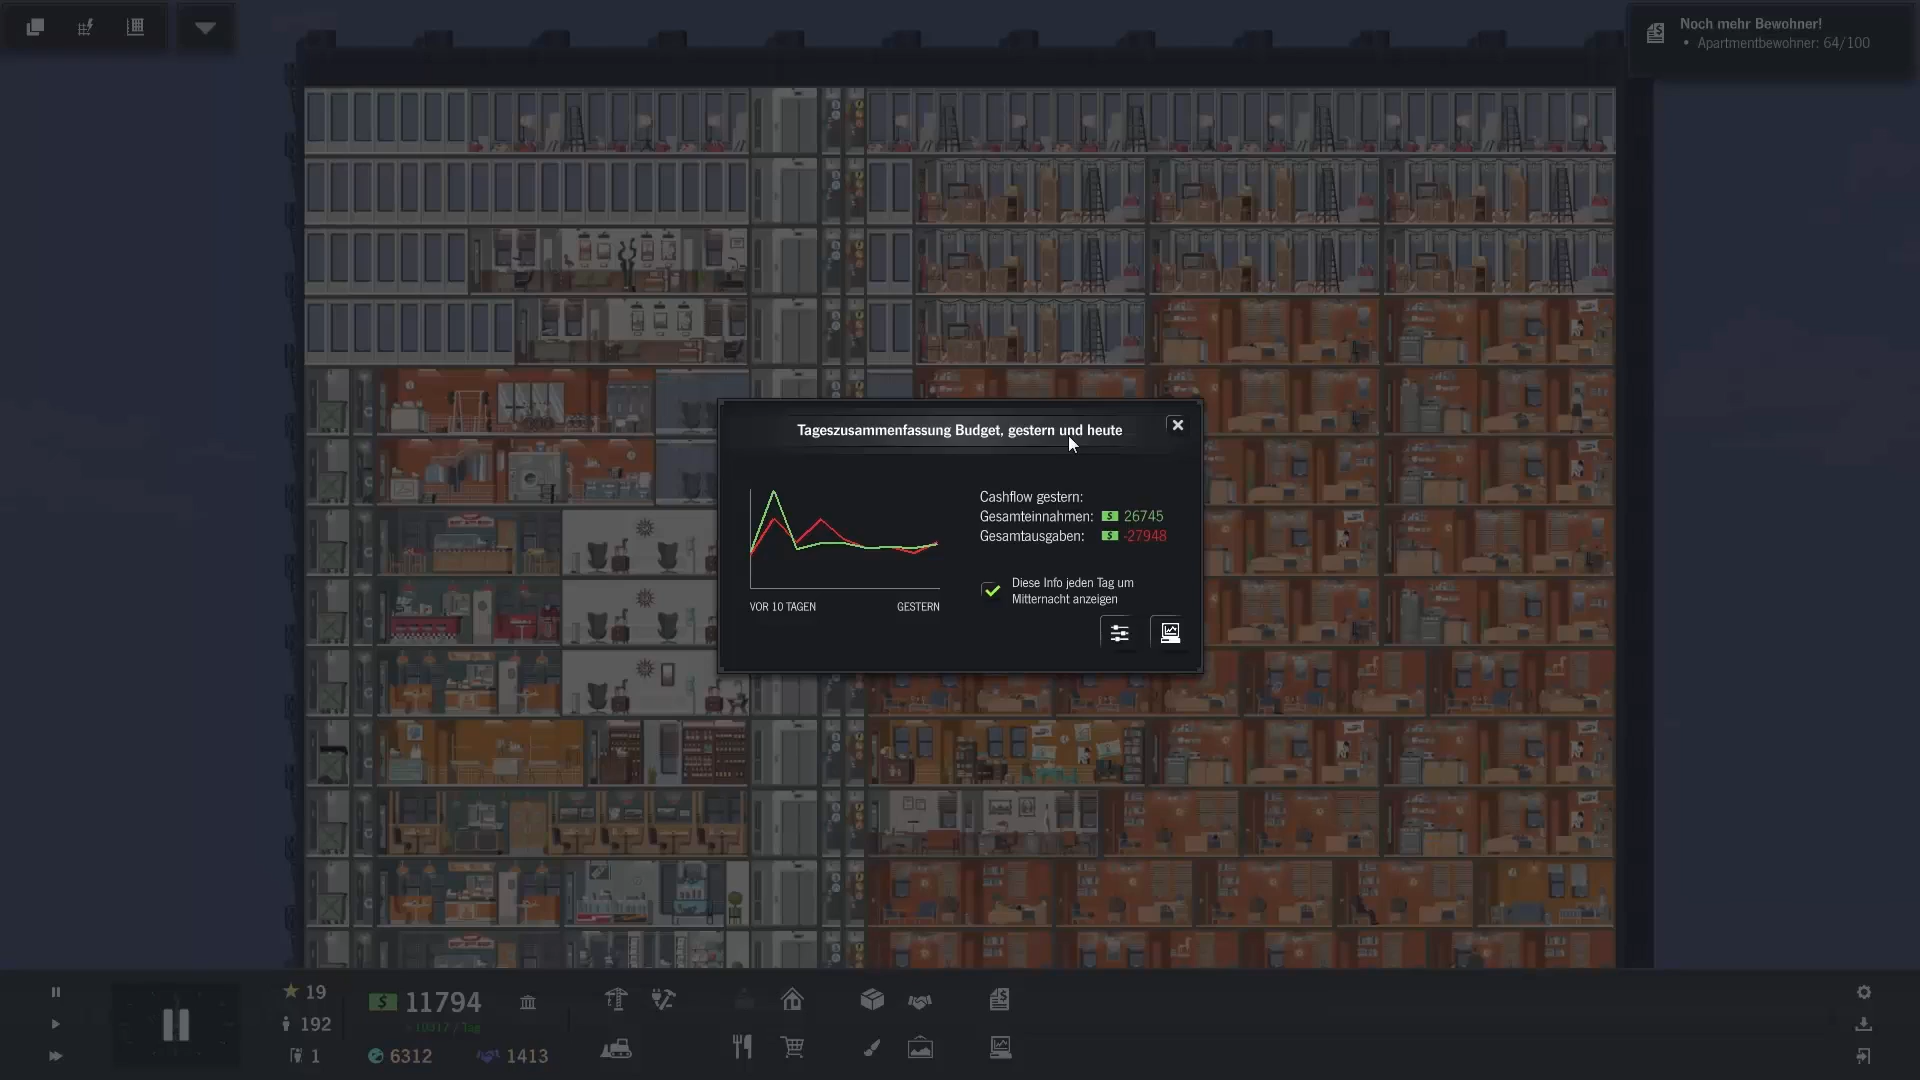 Noch mehr Bewohner!
• Apartmentbewohner: 64/100
Tageszusammenfassung Budget, gestern und heute
Cashflow gestern:
Gesamteinnahmen: 26745
Gesamtausgaben: -27948
Diese Info jeden Tag um
Mitternacht anzeigen
VOR 10 TAGEN
GESTERN
19
11794
192
1
6312
1413